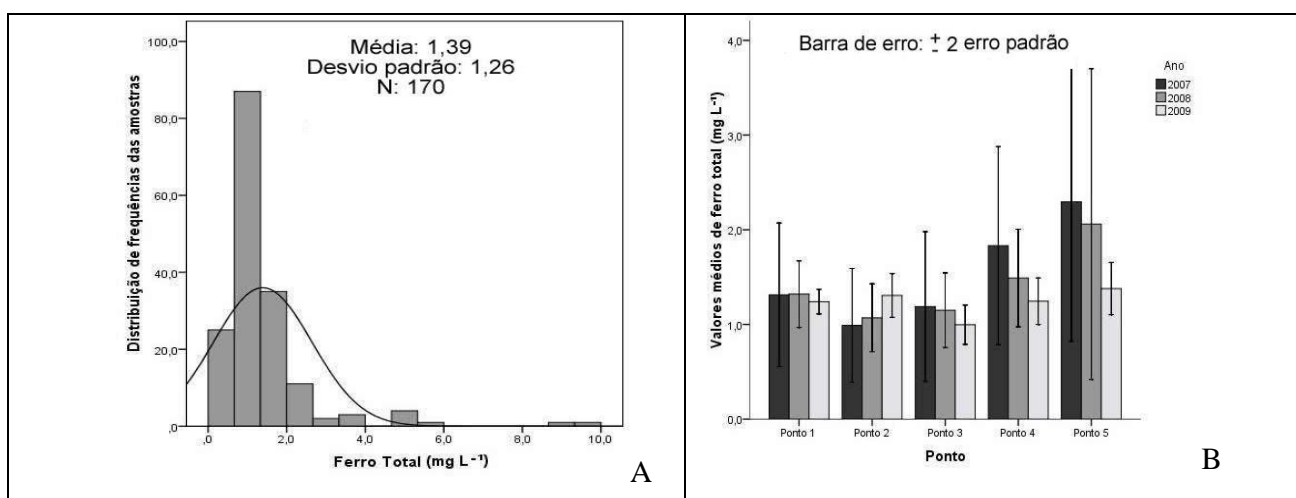 Média: 1,39
Desvio padrão: 1,26
N: 170
Distribuição de frequências das amostras
100,0
80,0
60,0
40,0
20,0
,0
,0
2,0
4,0
6,0
8,0
10,0
Ferro Total (mg L⁻¹)
A
Barra de erro: ± 2 erro padrão
Ano
2007
2008
2009
Valores médios de ferro total (mg L⁻¹)
4,0
3,0
2,0
1,0
0,0
Ponto 1
Ponto 2
Ponto 3
Ponto 4
Ponto 5
Ponto
B